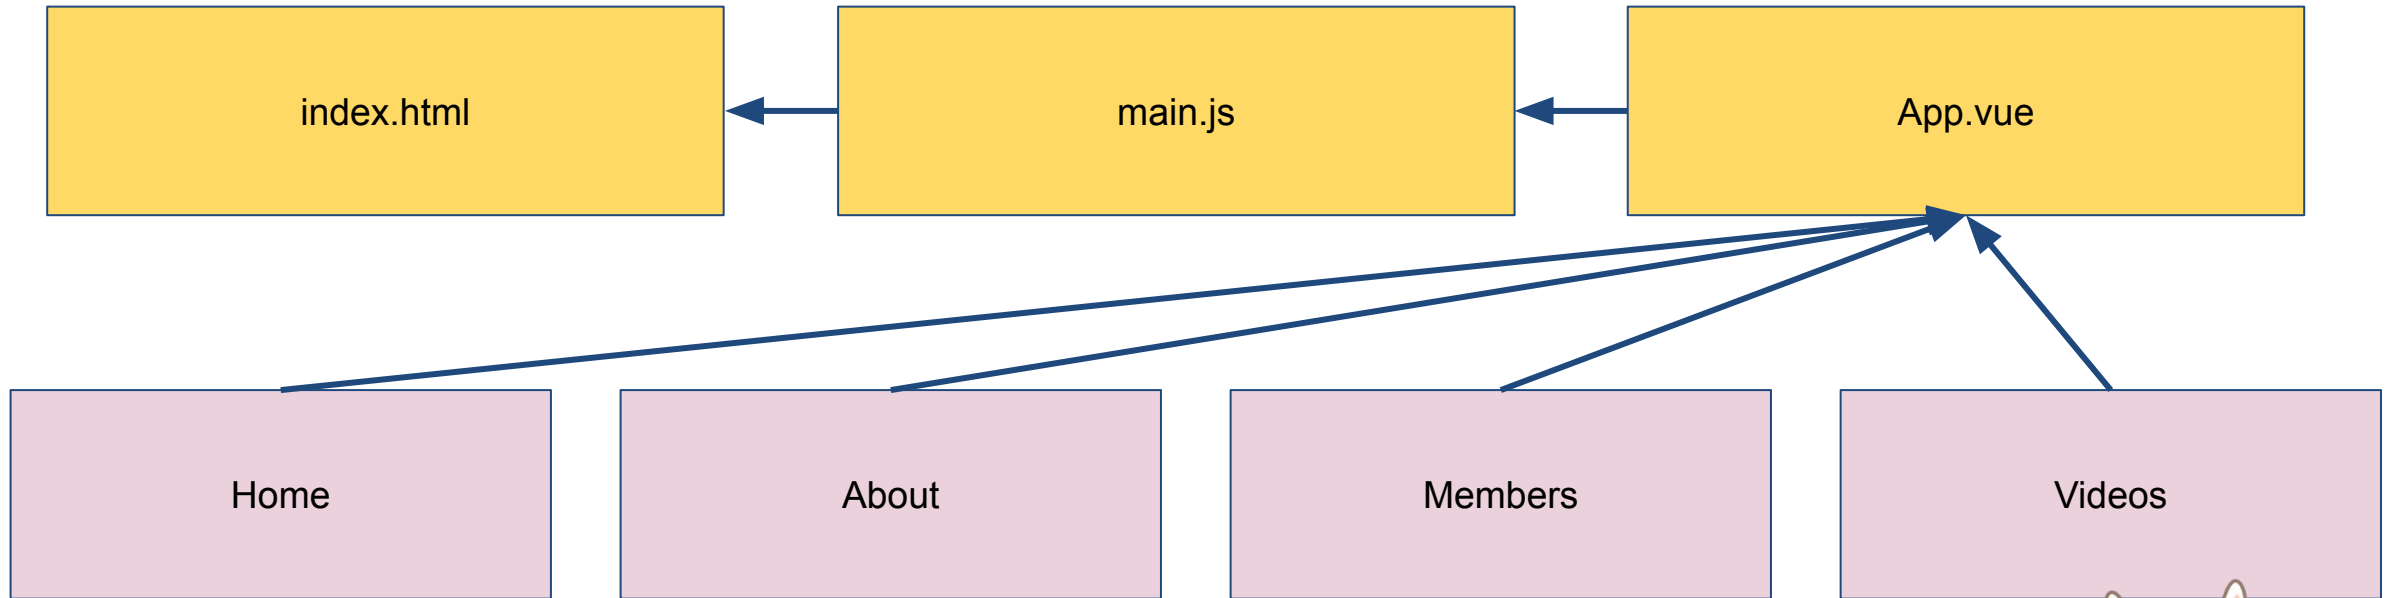 index.html
main.js
App.vue
Home
About
Members
Videos